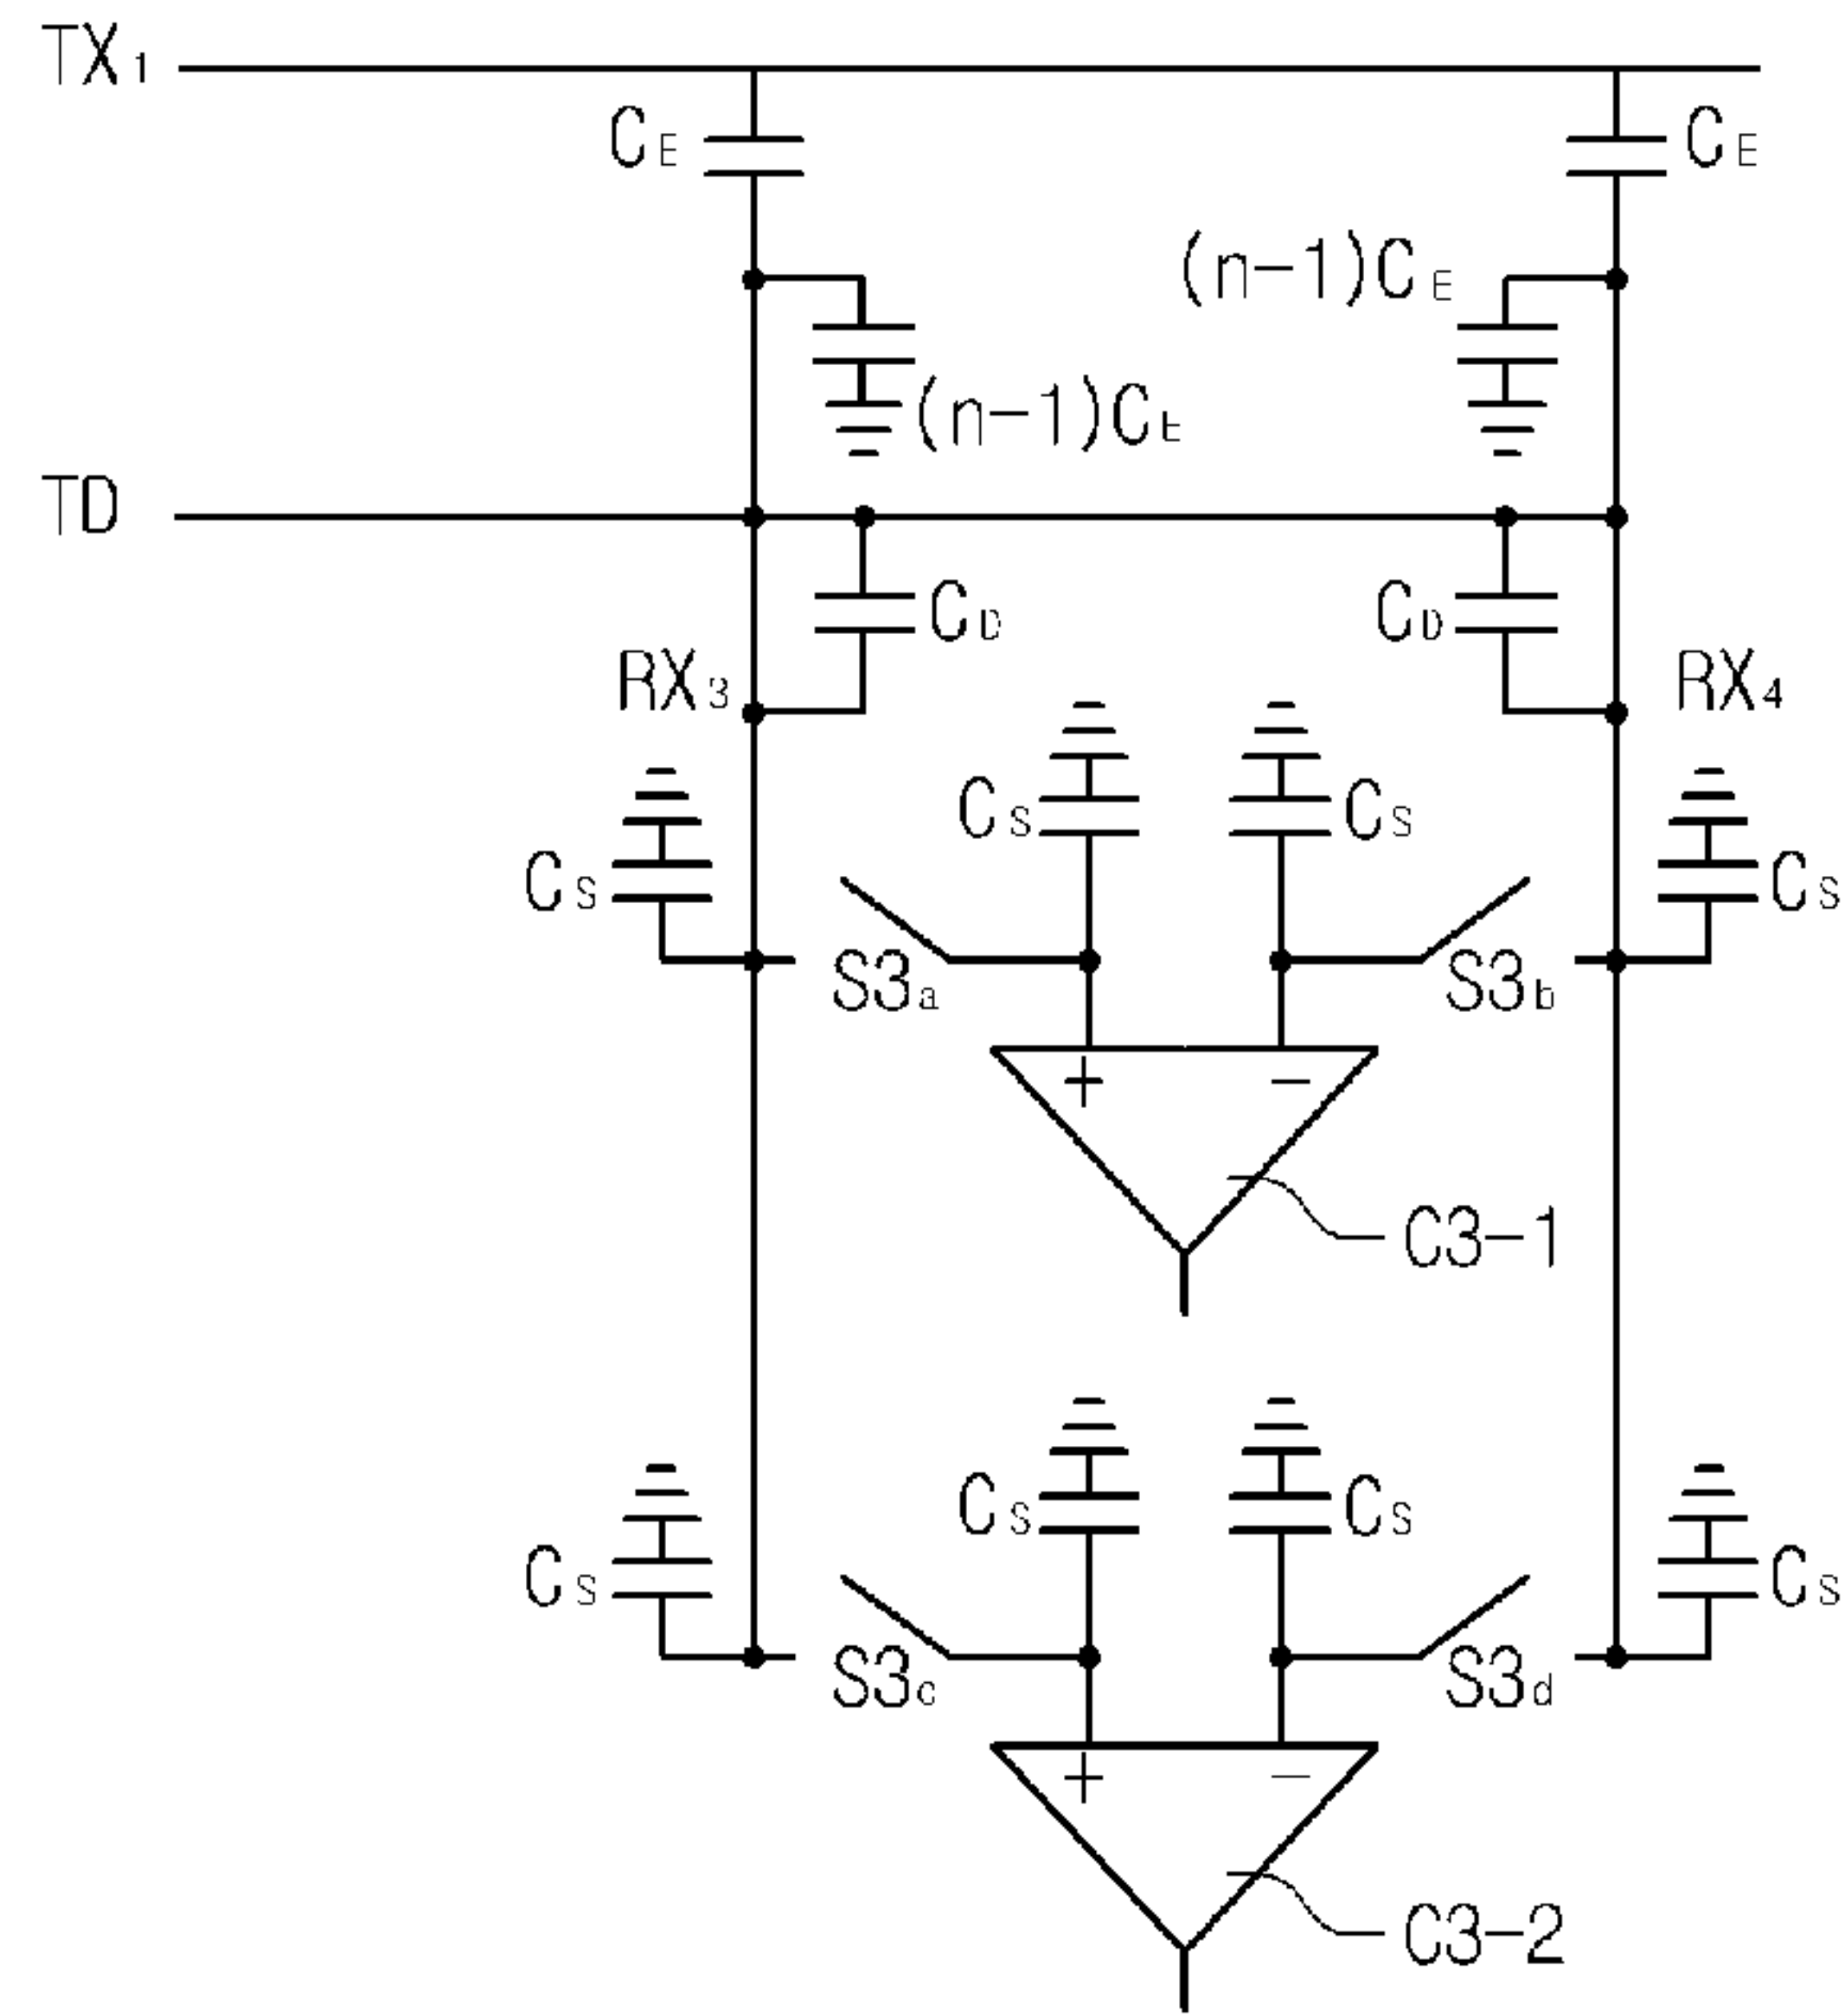 TX1
CE
CE
(n-1)CE
(n-1)CE
TD
CD
CD
RX3
RX4
CS
CS
CS
CS
S3a
S3b
+
−
C3-1
CS
CS
CS
CS
S3c
S3d
+
−
C3-2